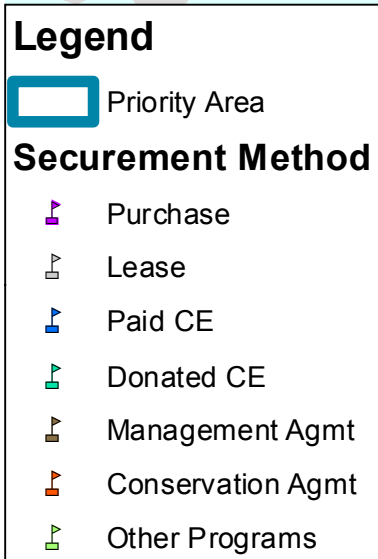 Legend
Priority Area
Securement Method
Purchase
Lease
Paid CE
Donated CE
Management Agmt
Conservation Agmt
Other Programs